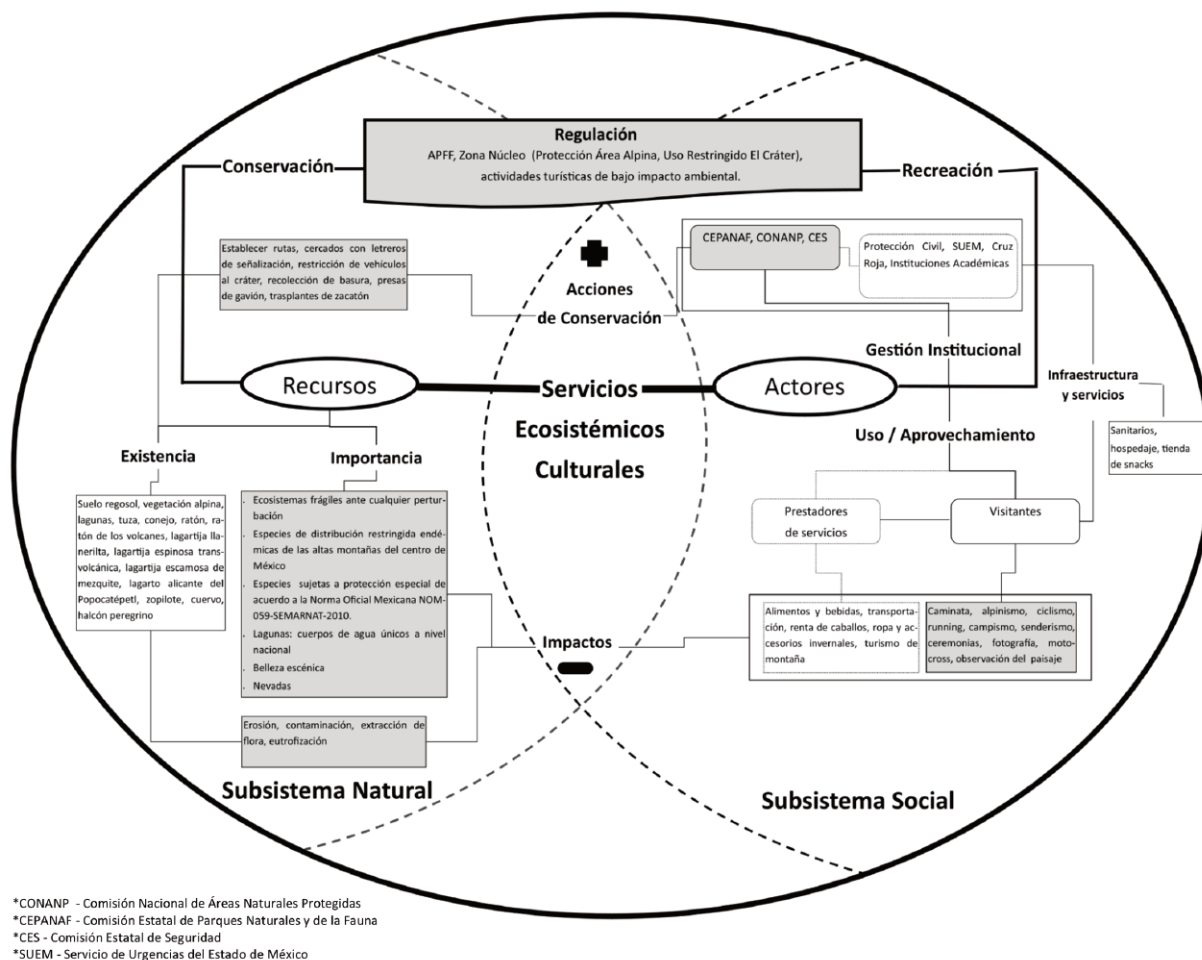 Regulación
APFF, Zona Núcleo (Protección Área Alpina, Uso Restringido El Cráter),
actividades turísticas de bajo impacto ambiental.
Conservación
Recreación
Establecer rutas, cercados con letreros
de señalización, restricción de vehículos
al cráter, recolección de basura, presas
de gavión, trasplantes de zacatón
Acciones
de Conservación
CEPANAF, CONANP, CES
Protección Civil, SUEM, Cruz
Roja, Instituciones Académicas
Gestión Institucional
Recursos
Servicios
Ecosistémicos
Culturales
Actores
Infraestructura
y servicios
Sanitarios,
hospedaje, tienda
de snacks
Uso / Aprovechamiento
Existencia
Importancia
Suelo regosol, vegetación alpina,
lagunas, tuza, conejo, ratón, ra-
tón de los volcanes, lagartija lla-
nerilta, lagartija espinosa trans-
volcánica, lagartija escamosa de
mezquite, lagarto alicante del
Popocatépetl, zopilote, cuervo,
halcón peregrino
. Ecosistemas frágiles ante cualquier pertur-
bación
. Especies de distribución restringida endé-
micas de las altas montañas del centro de
México
. Especies sujetas a protección especial de
acuerdo a la Norma Oficial Mexicana NOM-
059-SEMARNAT-2010.
. Lagunas: cuerpos de agua únicos a nivel
nacional
. Belleza escénica
. Nevadas
Prestadores
de servicios
Visitantes
Alimentos y bebidas, transporta-
ción, renta de caballos, ropa y ac-
cesorios invernales, turismo de
montaña
Caminata, alpinismo, ciclismo,
running, campismo, senderismo,
ceremonias, fotografía, moto-
cross, observación del paisaje
Impactos
Erosión, contaminación, extracción de
flora, eutrofización
Subsistema Natural
Subsistema Social
*CONANP - Comisión Nacional de Áreas Naturales Protegidas
*CEPANAF - Comisión Estatal de Parques Naturales y de la Fauna
*CES - Comisión Estatal de Seguridad
*SUEM - Servicio de Urgencias del Estado de México